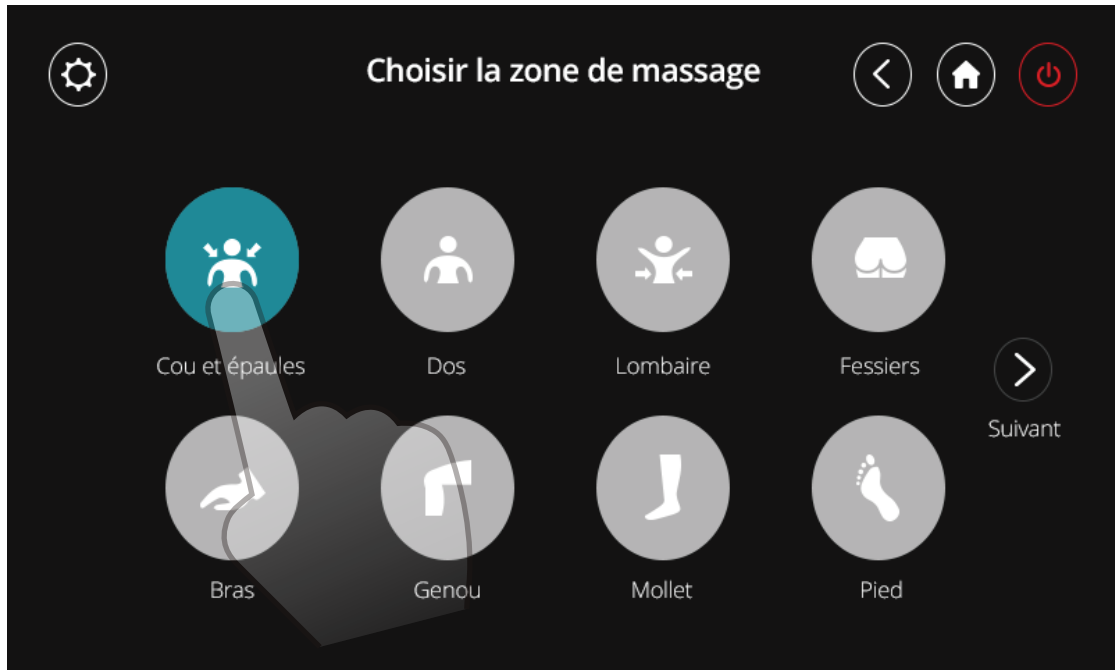 Choisir la zone de massage
Cou et épaules
Dos
Lombaire
Fessiers
Suivant
Bras
Genou
Mollet
Pied